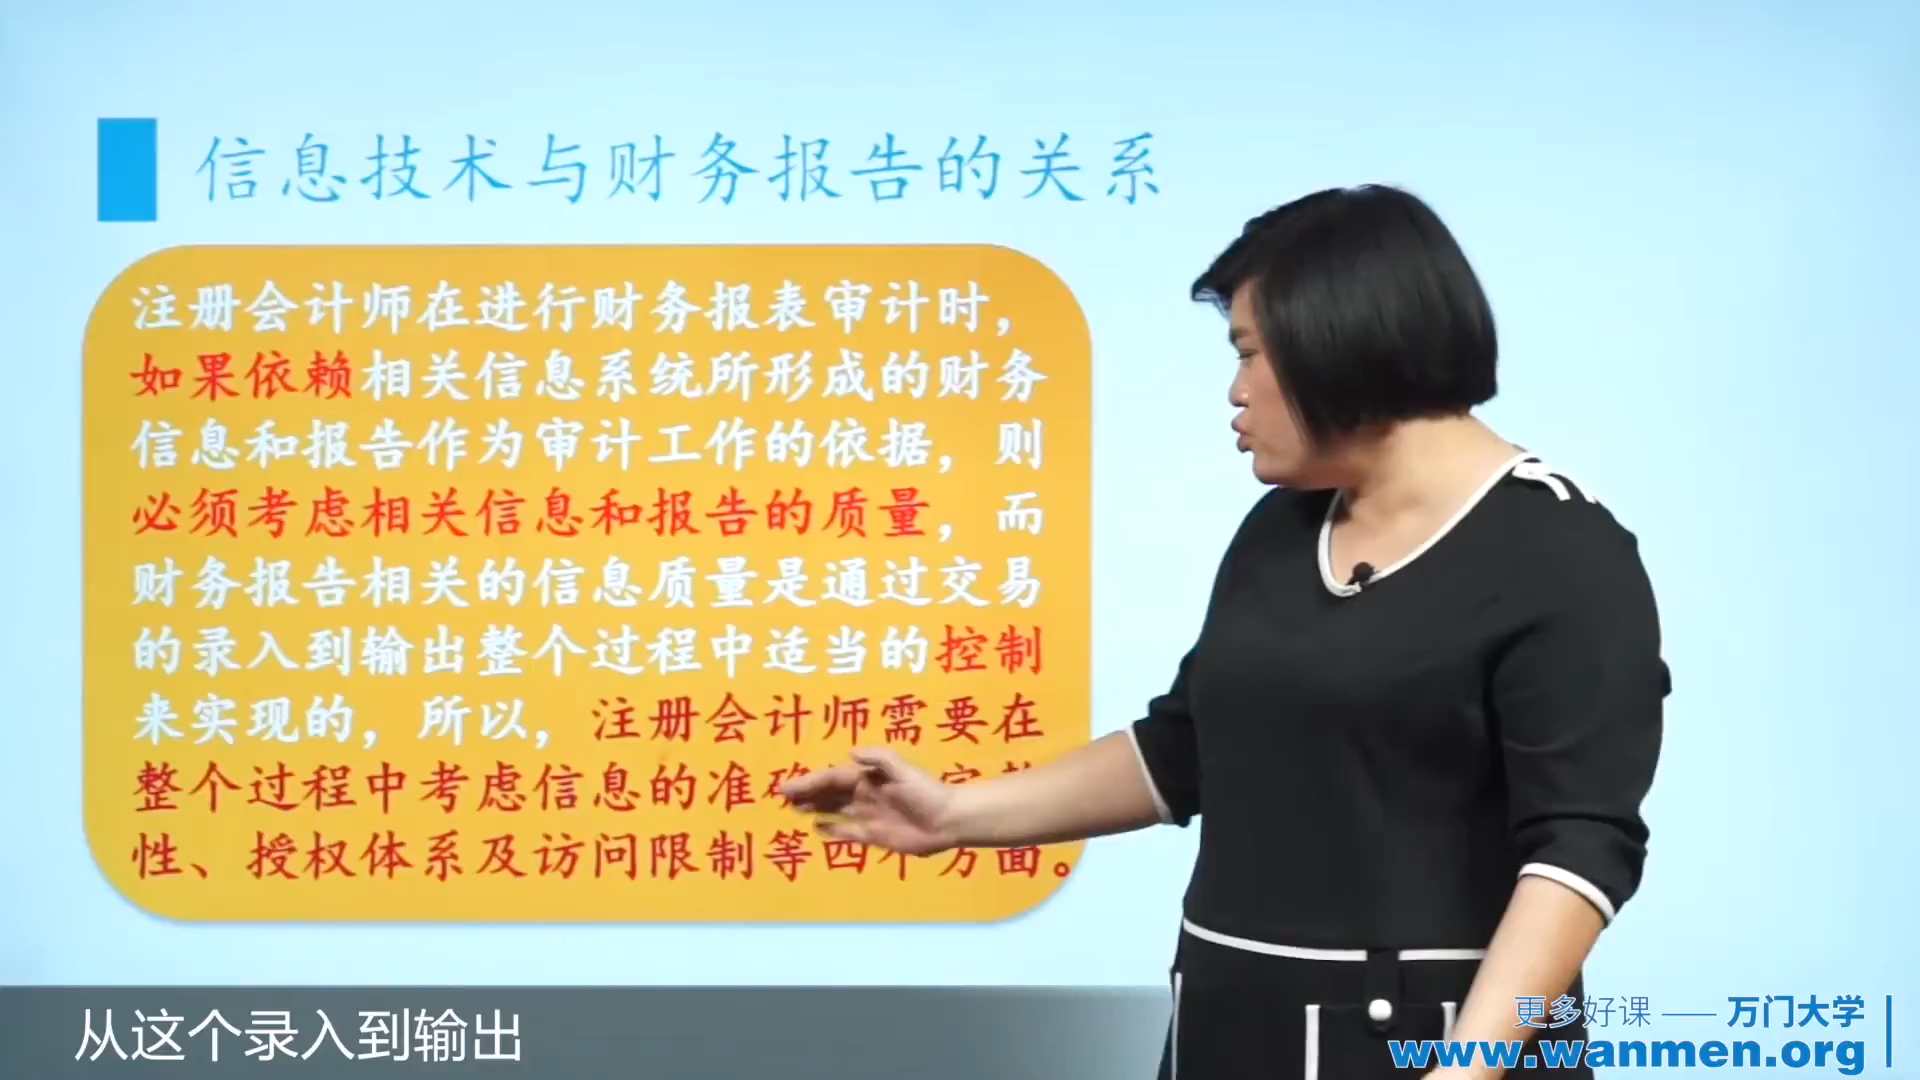 信息技术与财务报告的关系
注册会计师在进行财务报表审计时，
如果依赖相关信息系统所形成的财务
信息和报告作为审计工作的依据，则
必须考虑相关信息和报告的质量，而
财务报告相关的信息质量是通过交易
的录入到输出整个过程中适当的控制
来实现的，所以，注册会计师需要在
整个过程中考虑信息的准确
性、授权体系及访问限制等四个方面。
从这个录入到输出
更多好课 —— 万门大学
www.wanmen.org